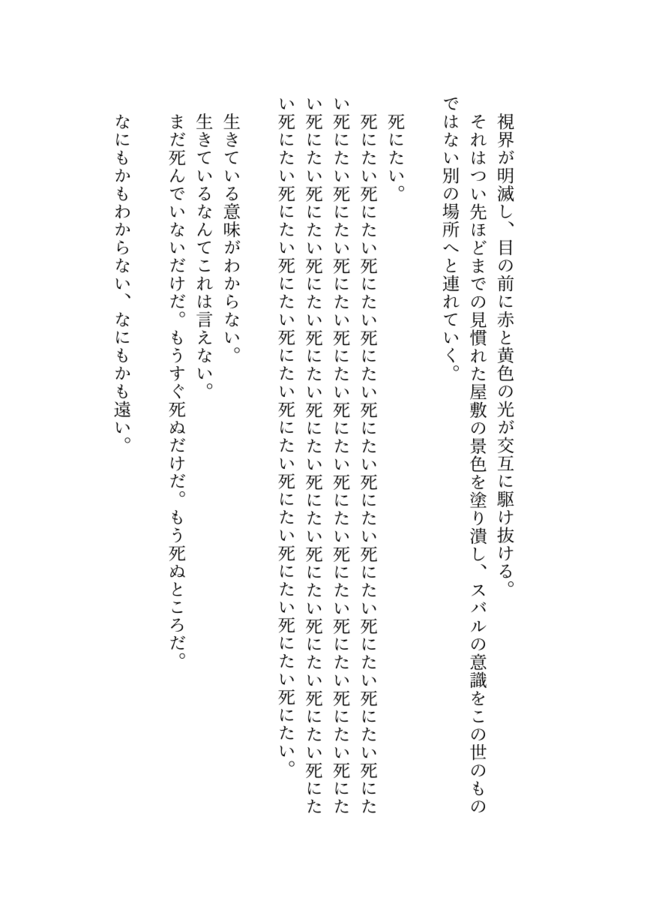 視界が明滅し、目の前に赤と黄色の光が交互に駆け抜ける。
それはつい先ほどまでの見慣れた屋敷の景色を塗り潰し、スバルの意識をこの世のもの
ではない別の場所へと連れていく。
死にたい。
死にたい死にたい死にたい死にたい死にたい死にたい死にたい死にたい死にたい死にた
い死にたい死にたい死にたい死にたい死にたい死にたい死にたい死にたい死にたい死にた
い死にたい死にたい死にたい死にたい死にたい死にたい死にたい死にたい死にたい死にた
い死にたい死にたい死にたい死にたい死にたい死にたい死にたい死にたい死にたい。
生きている意味がわからない。
生きているなんてこれは言えない。
まだ死んでいないだけだ。もうすぐ死ぬだけだ。もう死ぬところだ。
なにもかもわからない、なにもかも遠い。